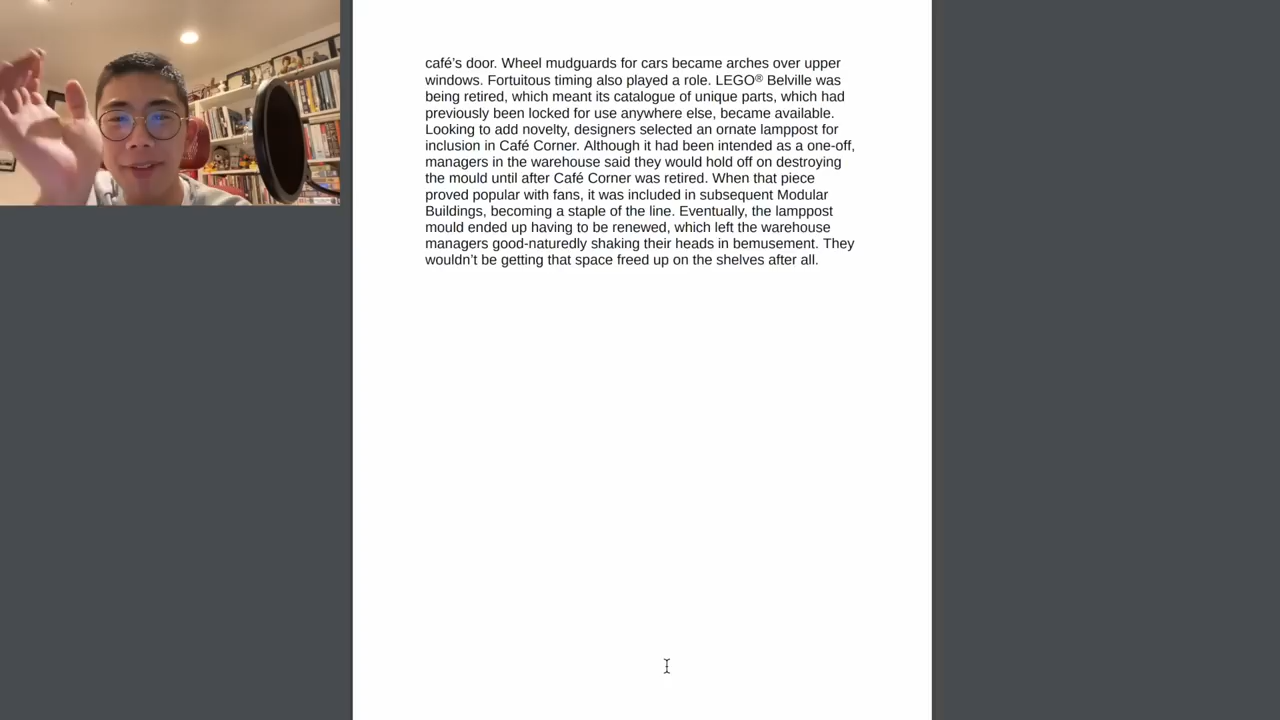 café’s door. Wheel mudguards for cars became arches over upper
windows. Fortuitous timing also played a role. LEGO® Belville was
being retired, which meant its catalogue of unique parts, which had
previously been locked for use anywhere else, became available.
Looking to add novelty, designers selected an ornate lamppost for
inclusion in Café Corner. Although it had been intended as a one-off,
managers in the warehouse said they would hold off on destroying
the mould until after Café Corner was retired. When that piece
proved popular with fans, it was included in subsequent Modular
Buildings, becoming a staple of the line. Eventually, the lamppost
mould ended up having to be renewed, which left the warehouse
managers good-naturedly shaking their heads in bemusement. They
wouldn’t be getting that space freed up on the shelves after all.